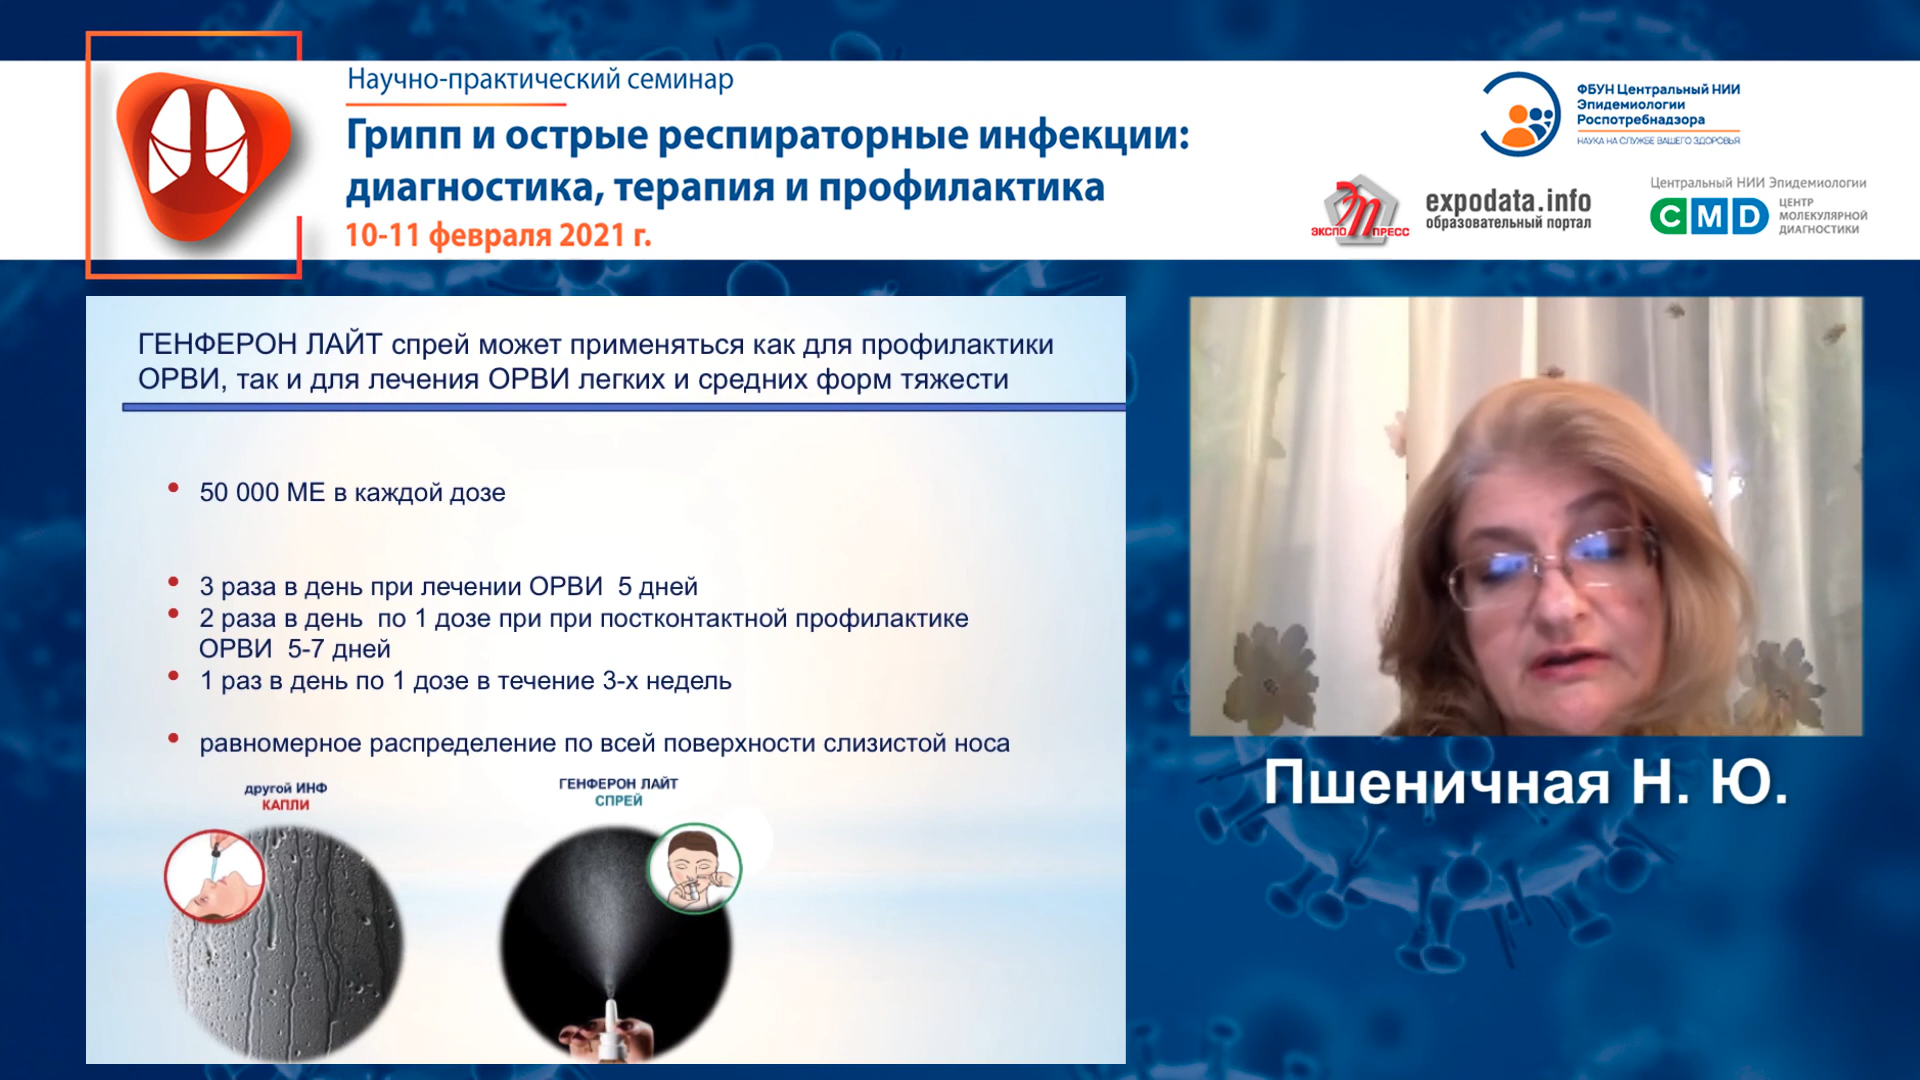 Научно-практический семинар
Грипп и острые респираторные инфекции:
диагностика, терапия и профилактика
10-11 февраля 2021 г.
ФБУН Центральный НИИ
Эпидемиологии
Роспотребнадзора
НАУКА НА СЛУЖБЕ ВАШЕГО ЗДОРОВЬЯ
ЭКСПО ПРЕСС
expodata.info
образовательный портал
Центральный НИИ Эпидемиологии
CMD
ЦЕНТР
МОЛЕКУЛЯРНОЙ
ДИАГНОСТИКИ
ГЕНФЕРОН ЛАЙТ спрей может применяться как для профилактики
ОРВИ, так и для лечения ОРВИ легких и средних форм тяжести
• 50 000 МЕ в каждой дозе
• 3 раза в день при лечении ОРВИ 5 дней
• 2 раза в день по 1 дозе при при постконтактной профилактике
ОРВИ 5-7 дней
• 1 раз в день по 1 дозе в течение 3-х недель
• равномерное распределение по всей поверхности слизистой носа
другой ИНФ
КАПЛИ
ГЕНФЕРОН ЛАЙТ
СПРЕЙ
Пшеничная Н. Ю.